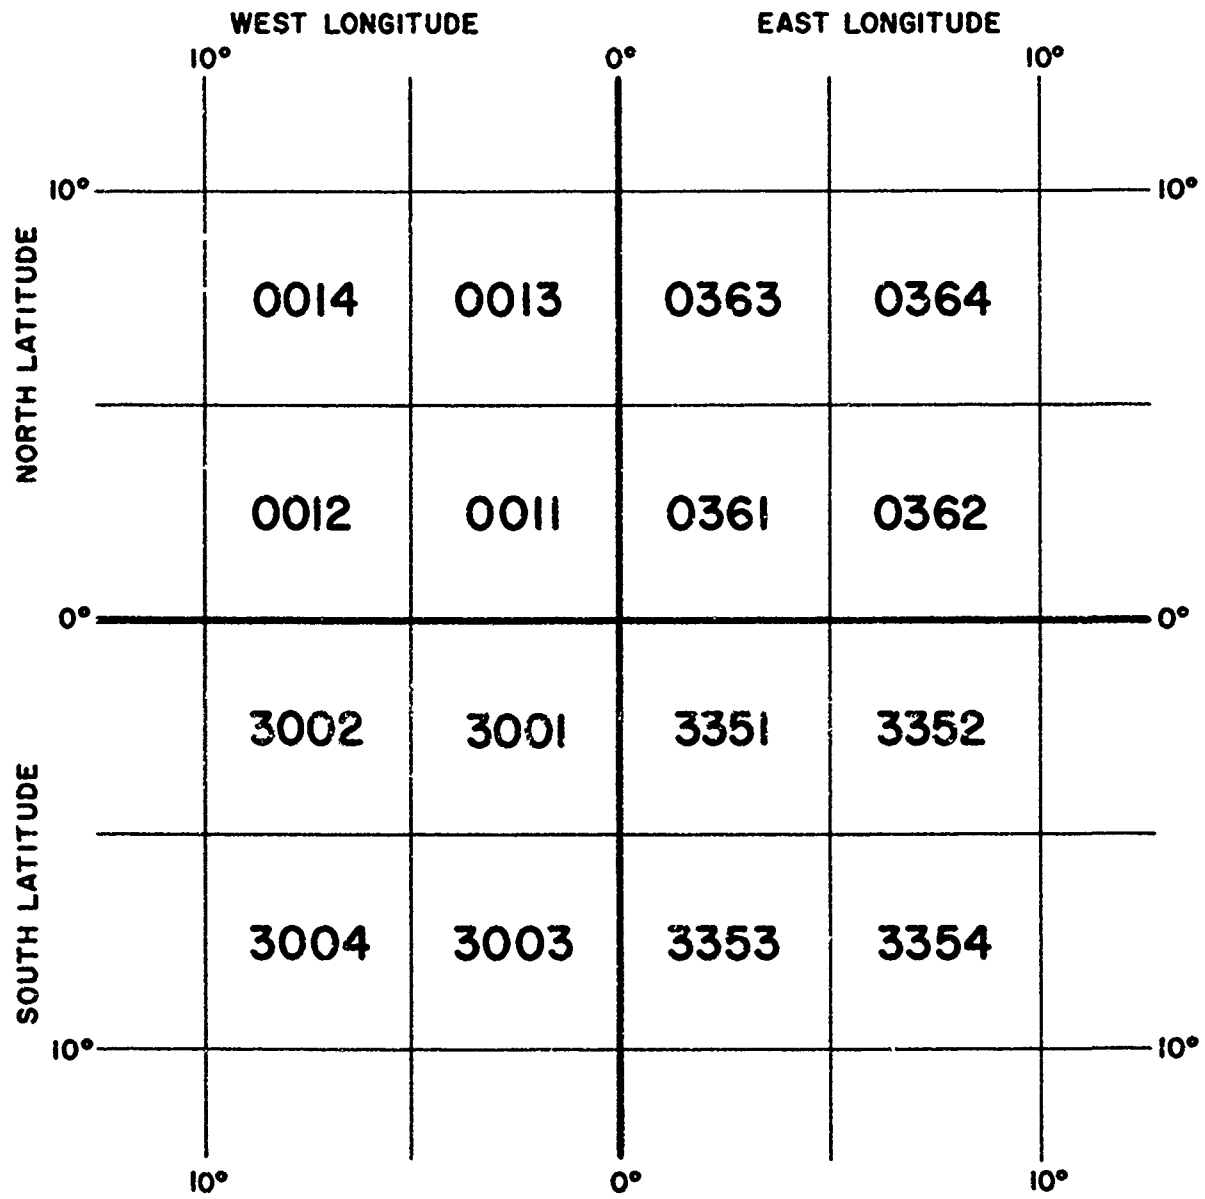 WEST LONGITUDE EAST LONGITUDE
10° 0° 10°
10° 10°
NORTH LATITUDE
0014 0013 0363 0364
0012 0011 0361 0362
0° 0°
3002 3001 3351 3352
SOUTH LATITUDE
3004 3003 3353 3354
10° 10°
10° 0° 10°